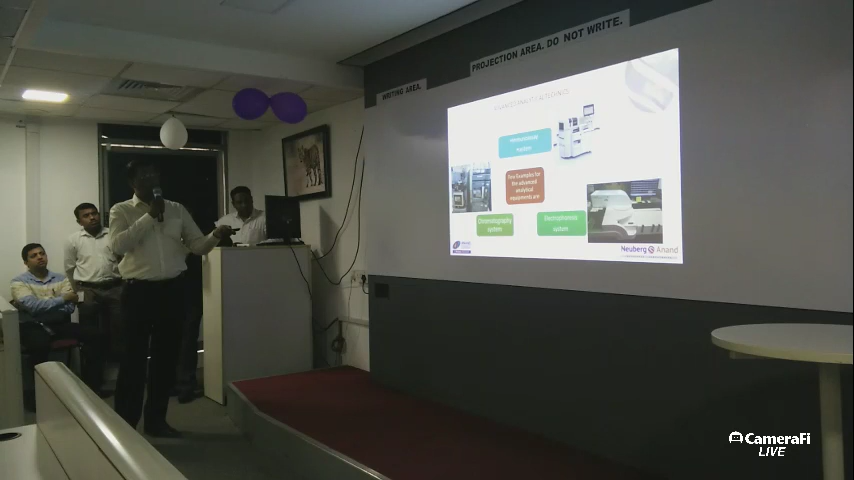 PROJECTION AREA. DO NOT WRITE.
WRITING AREA.
system
Few Examples for
the advanced
analytical
equipments are
Chromatography
system
Electrophoresis
system
Neuberg Anand
CameraFi
LIVE